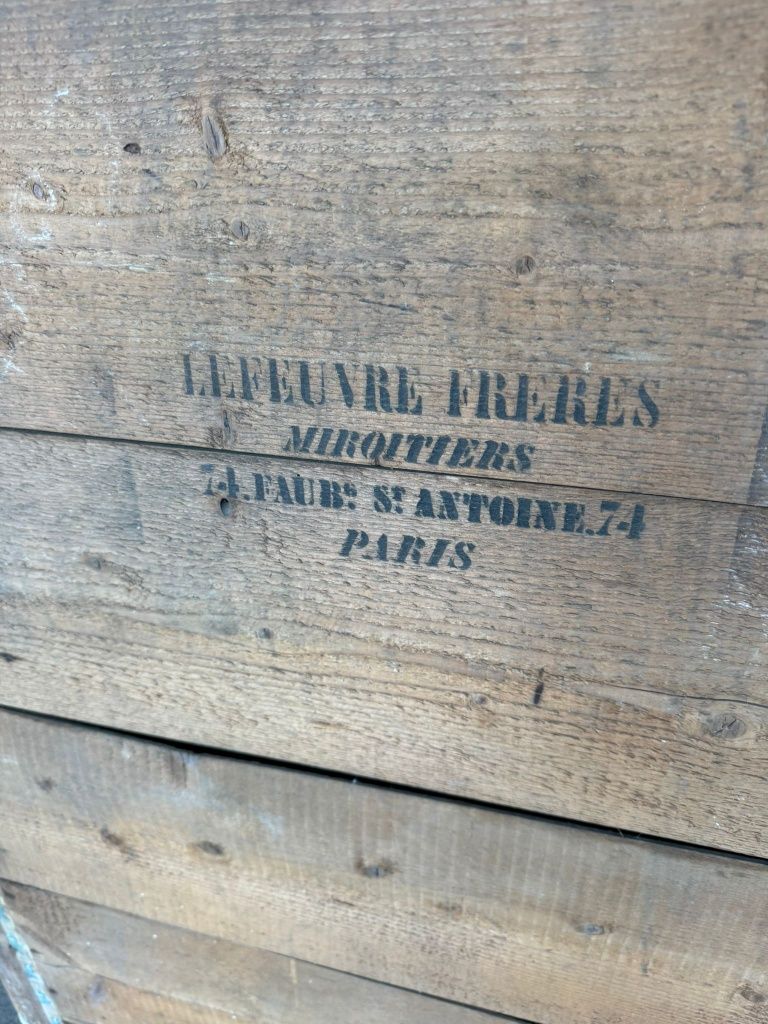 LEFEUVRE FRERES
MIROITIERS
74. FAUBG ST ANTOINE. 74
PARIS